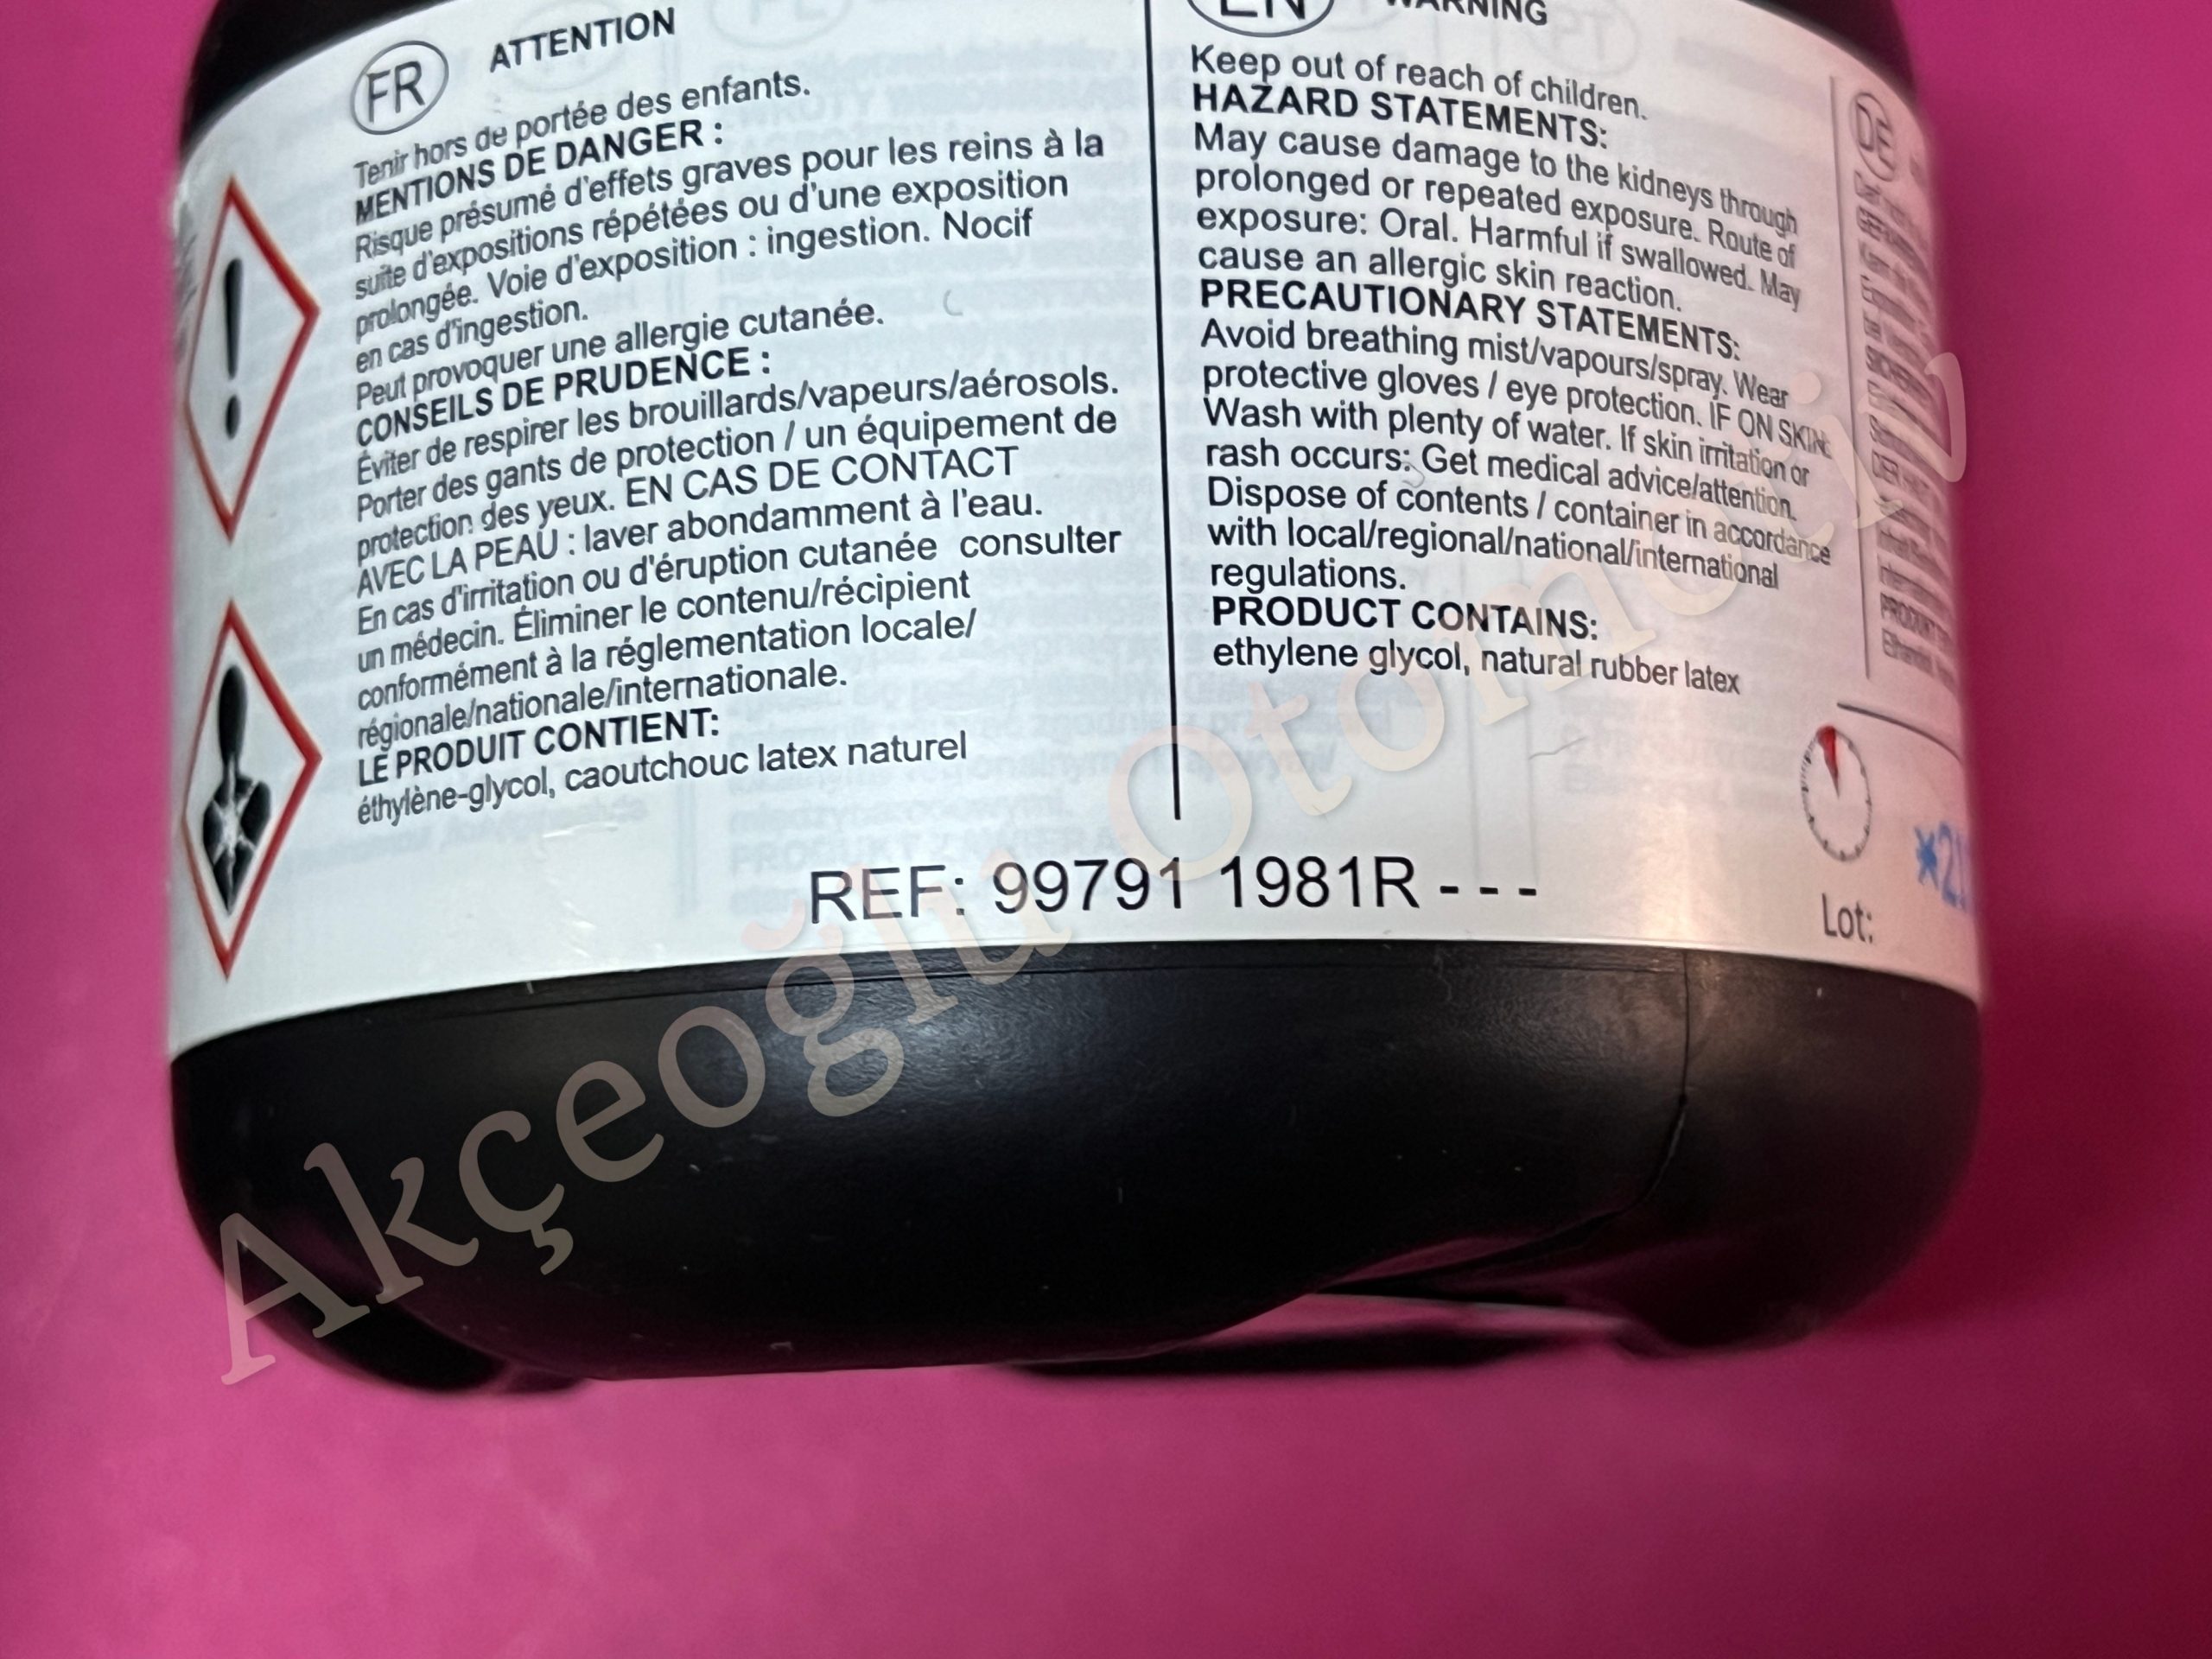 FR ATTENTION
Tenir hors de portée des enfants.
MENTIONS DE DANGER :
Risque présumé d'effets graves pour les reins à la
suite d'expositions répétées ou d'une exposition
prolongée. Voie d'exposition : ingestion. Nocif
en cas d'ingestion.
Peut provoquer une allergie cutanée.
CONSEILS DE PRUDENCE :
Éviter de respirer les brouillards/vapeurs/aérosols.
Porter des gants de protection / un équipement de
protection des yeux. EN CAS DE CONTACT
AVEC LA PEAU : laver abondamment à l'eau.
En cas d'irritation ou d'éruption cutanée consulter
un médecin. Éliminer le contenu/récipient
conformément à la réglementation locale/
régionale/nationale/internationale.
LE PRODUIT CONTIENT:
éthylène-glycol, caoutchouc latex naturel
EN WARNING
Keep out of reach of children.
HAZARD STATEMENTS:
May cause damage to the kidneys through
prolonged or repeated exposure. Route of
exposure: Oral. Harmful if swallowed. May
cause an allergic skin reaction.
PRECAUTIONARY STATEMENTS:
Avoid breathing mist/vapours/spray. Wear
protective gloves / eye protection. IF ON SKIN:
Wash with plenty of water. If skin irritation or
rash occurs: Get medical advice/attention.
Dispose of contents / container in accordance
with local/regional/national/international
regulations.
PRODUCT CONTAINS:
ethylene glycol, natural rubber latex
DE
REF: 99791 1981R - - -
Lot:
Akçeoğlu Otomotiv